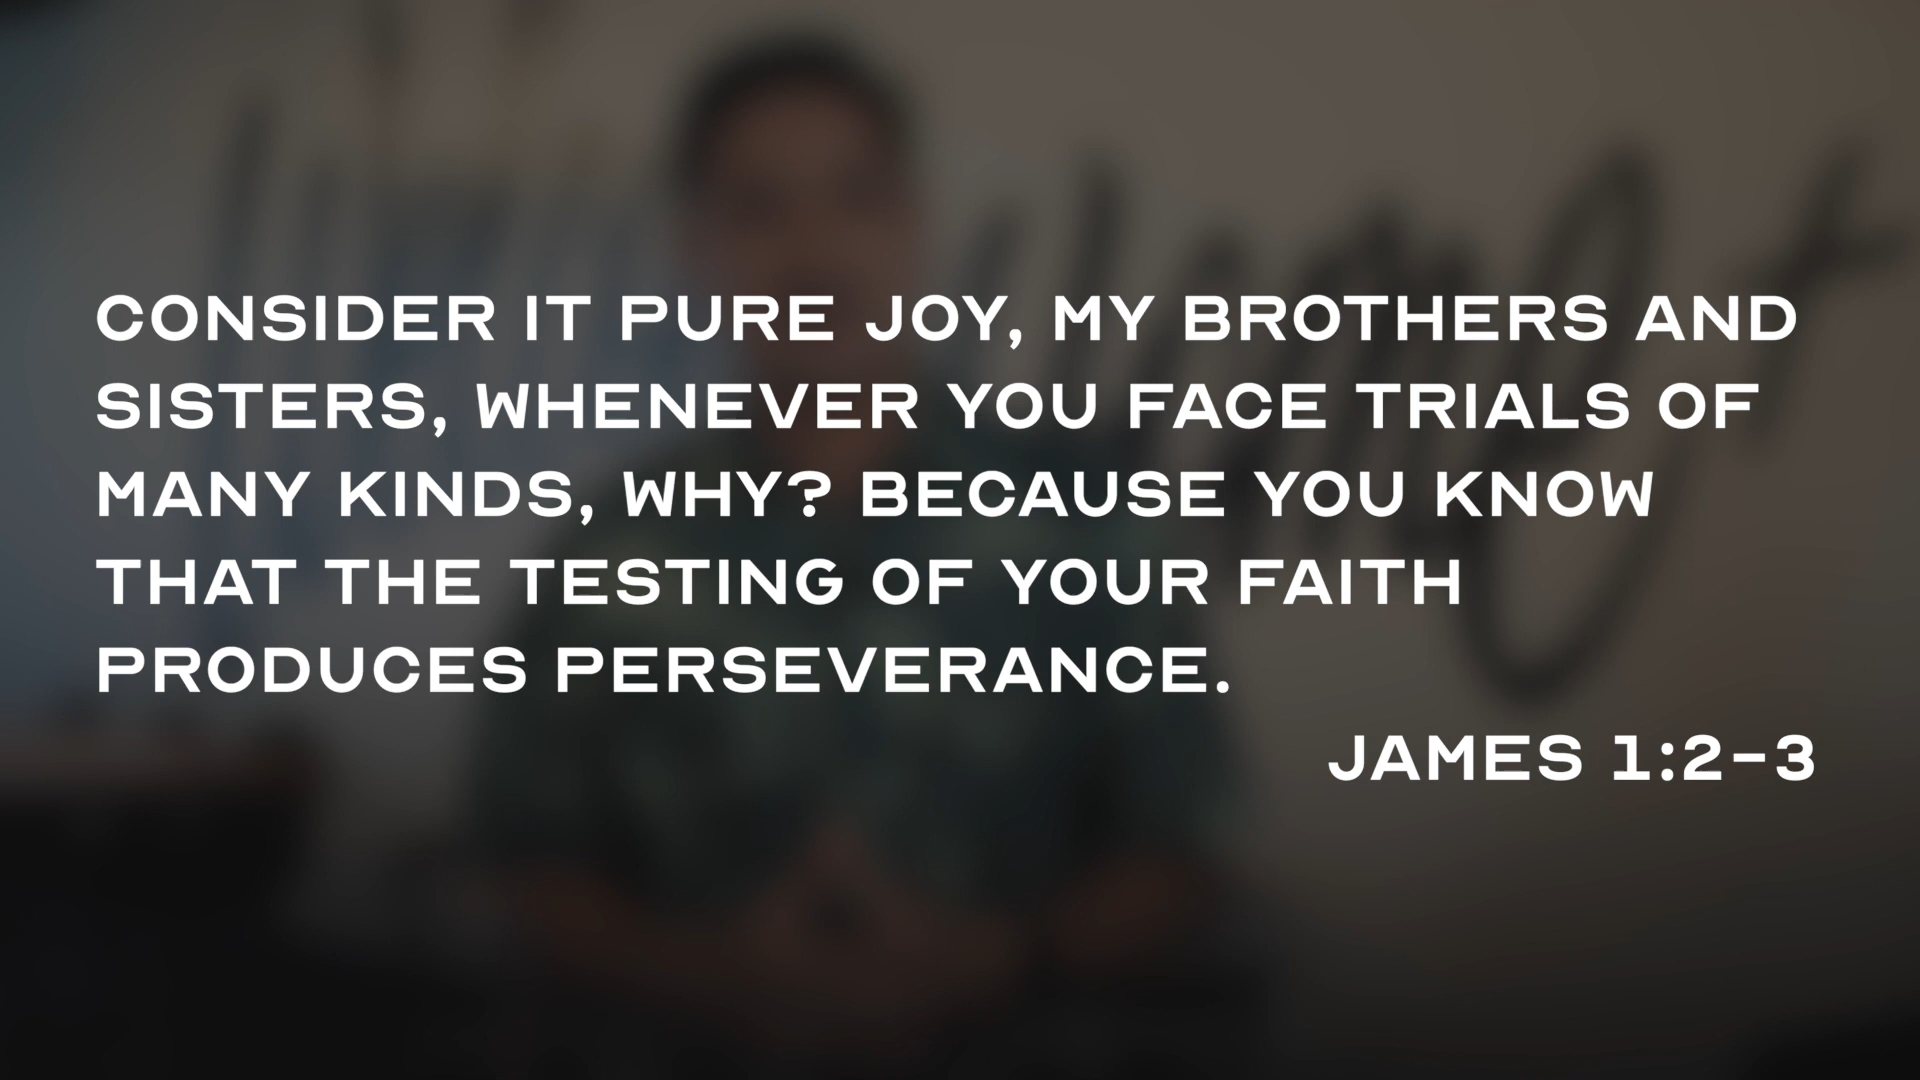 CONSIDER IT PURE JOY, MY BROTHERS AND
SISTERS, WHENEVER YOU FACE TRIALS OF
MANY KINDS, WHY? BECAUSE YOU KNOW
THAT THE TESTING OF YOUR FAITH
PRODUCES PERSEVERANCE.
JAMES 1:2-3